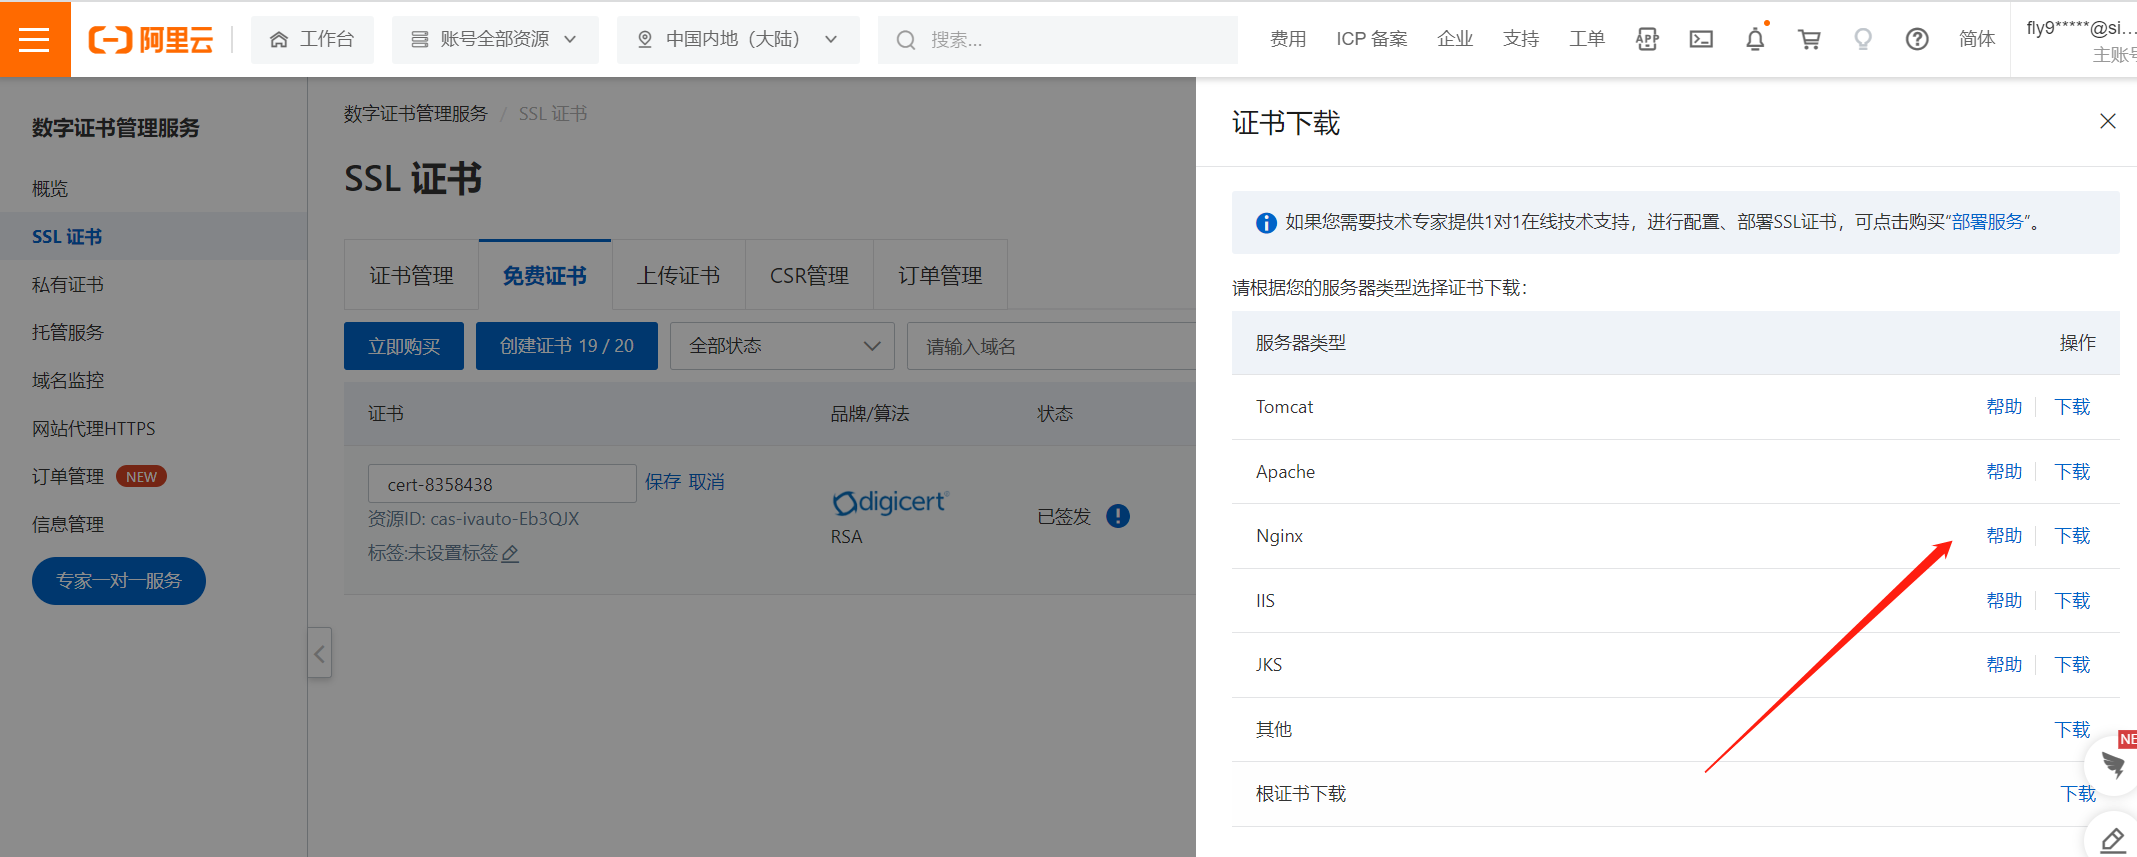 阿里云
工作台
账号全部资源
中国内地（大陆）
搜索...
费用
ICP 备案
企业
支持
工单
简体
fly9*****@si...
主账号
数字证书管理服务
概览
SSL 证书
私有证书
托管服务
域名监控
网站代理HTTPS
订单管理 NEW
信息管理
专家一对一服务
数字证书管理服务 / SSL 证书
SSL 证书
证书管理
免费证书
上传证书
CSR管理
订单管理
立即购买
创建证书 19 / 20
全部状态
请输入域名
证书 品牌/算法 状态
cert-8358438 保存 取消
资源ID: cas-ivauto-Eb3QJX
标签:未设置标签
digicert
RSA
已签发
证书下载
如果您需要技术专家提供1对1在线技术支持，进行配置、部署SSL证书，可点击购买“部署服务”。
请根据您的服务器类型选择证书下载：
服务器类型 操作
Tomcat 帮助 下载
Apache 帮助 下载
Nginx 帮助 下载
IIS 帮助 下载
JKS 帮助 下载
其他 下载
NE
根证书下载 下载